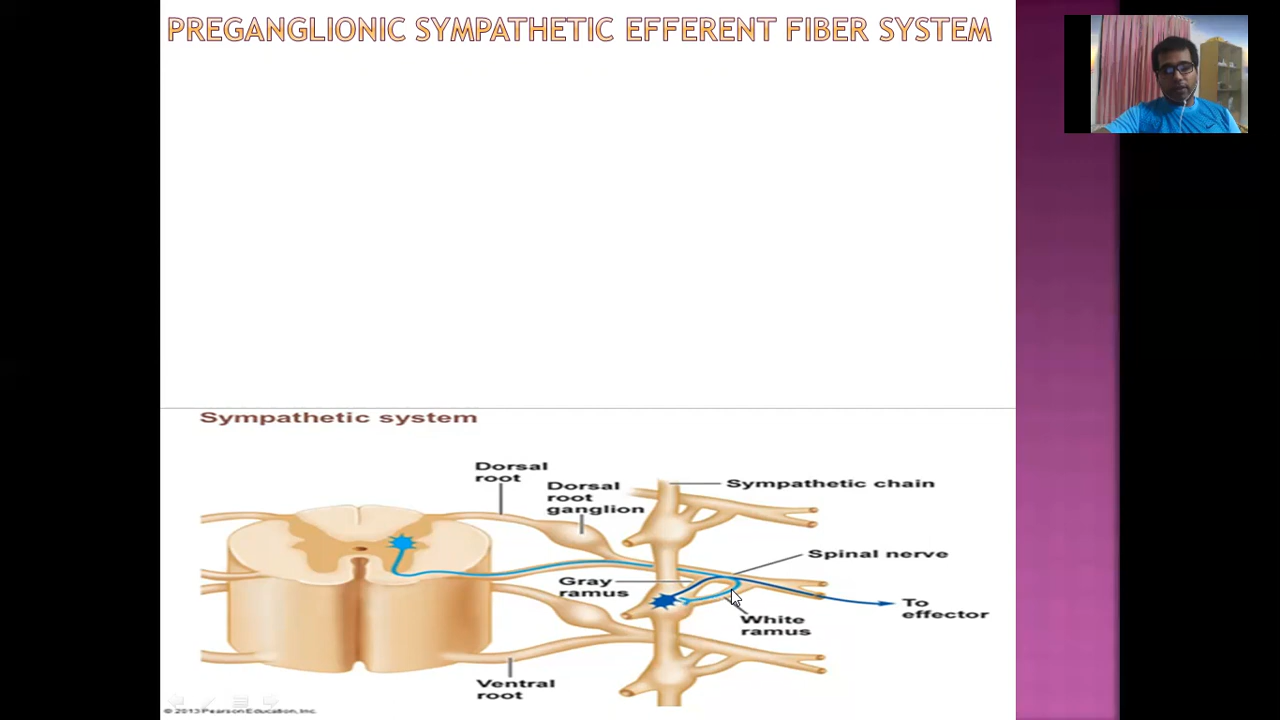 PREGANGLIONIC SYMPATHETIC EFFERENT FIBER SYSTEM
Sympathetic system
Dorsal
root
Dorsal
root
ganglion
Sympathetic chain
Spinal nerve
Gray
ramus
To
effector
White
ramus
Ventral
root
© 2013 Pearson Education, Inc.